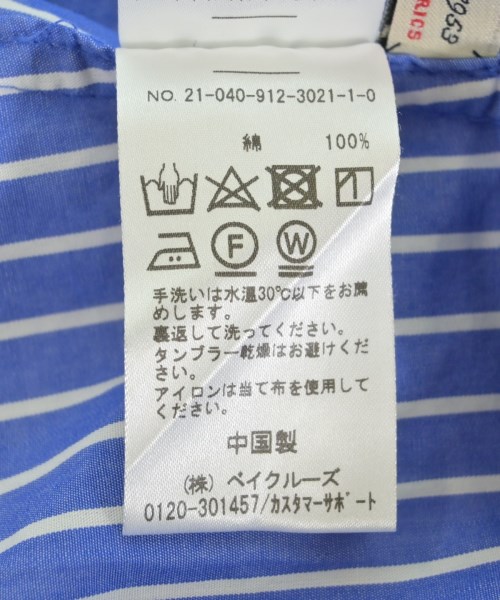 953
RICS
NO. 21-040-912-3021-1-0
綿 100%
F W
手洗いは水温30℃以下をお薦
めします。
裏返して洗ってください。
タンブラー乾燥はお避けくだ
さい。
アイロンは当て布を使用して
ください。
中国製
(株) ベイクルーズ
0120-301457/カスタマーサポート